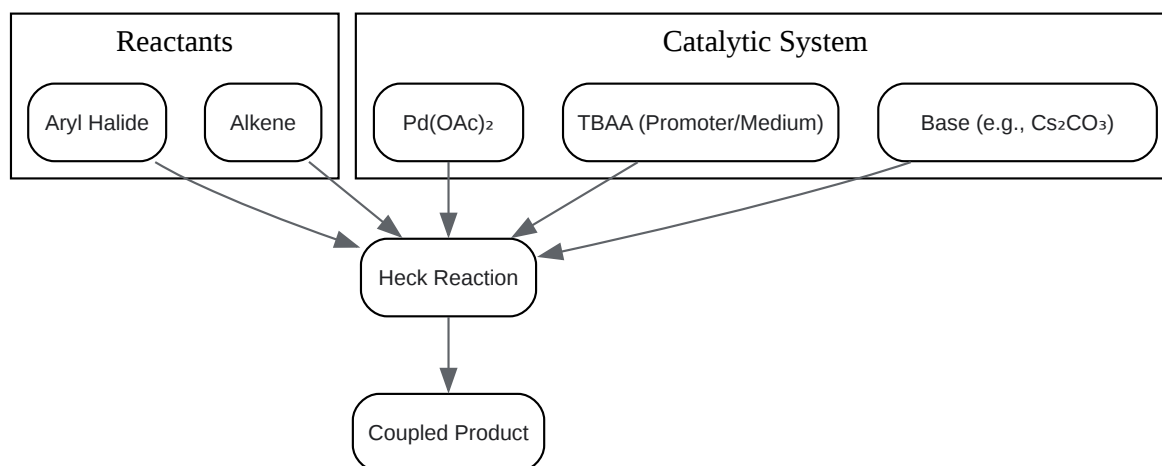 Reactants
Catalytic System
Aryl Halide
Alkene
Pd(OAc)₂
TBAA (Promoter/Medium)
Base (e.g., Cs₂CO₃)
Heck Reaction
Coupled Product